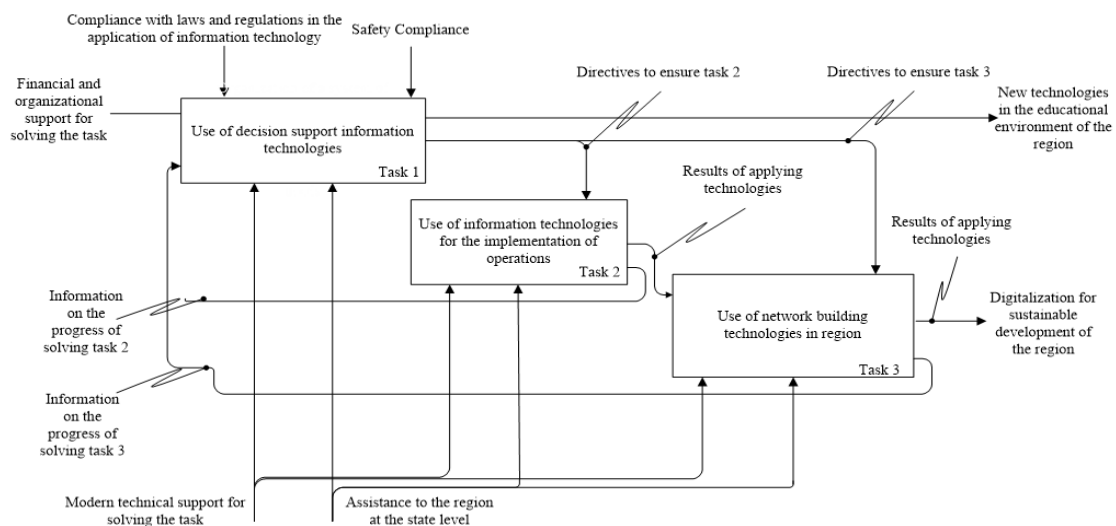 Compliance with laws and regulations in the
application of information technology
Safety Compliance
Financial and
organizational
support for
solving the task
Directives to ensure task 2
Directives to ensure task 3
New technologies
in the educational
environment of the
region
Use of decision support information
technologies
Task 1
Results of applying
technologies
Use of information technologies
for the implementation of
operations
Task 2
Results of applying
technologies
Information
on the
progress of
solving task 2
Use of network building
technologies in region
Task 3
Digitalization for
sustainable
development of
the region
Information
on the
progress of
solving task 3
Modern technical support for
solving the task
Assistance to the region
at the state level